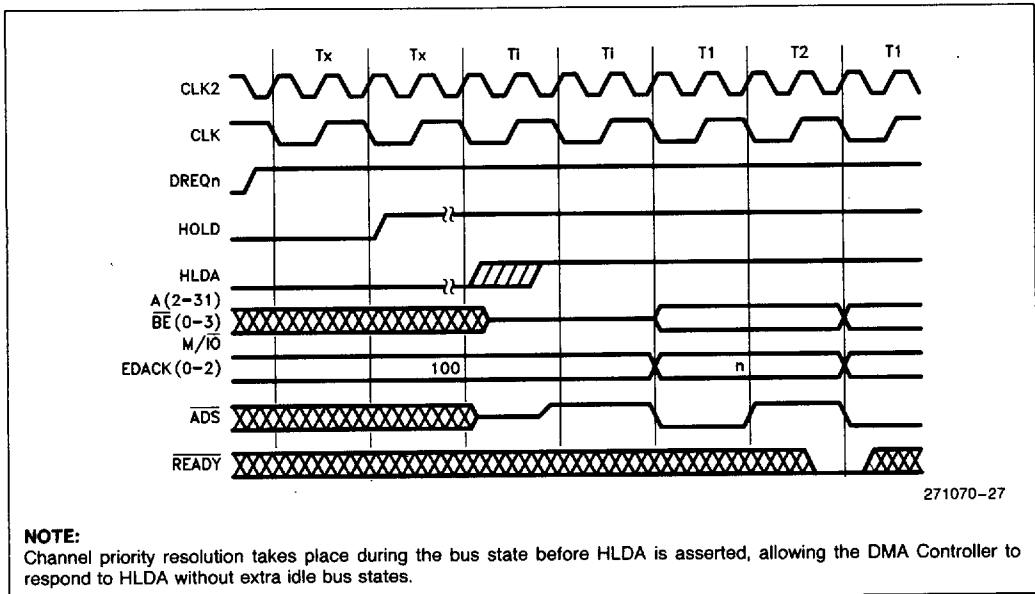 Tx Tx Ti Ti T1 T2 T1
CLK2
CLK
DREQn
HOLD
HLDA
A(2-31)
BE(0-3)
M/IO
EDACK(0-2) 100 n
ADS
READY
271070-27
NOTE:
Channel priority resolution takes place during the bus state before HLDA is asserted, allowing the DMA Controller to
respond to HLDA without extra idle bus states.